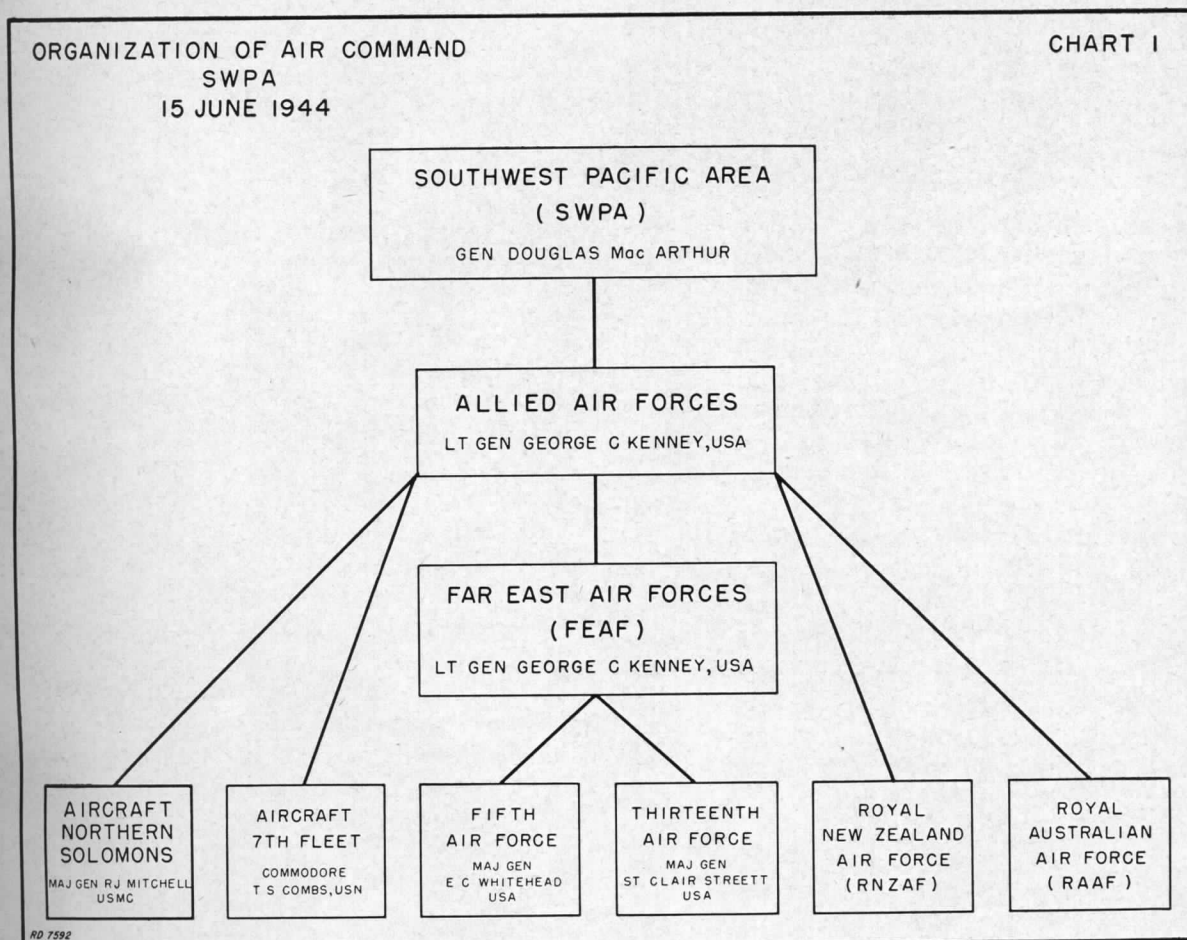 ORGANIZATION OF AIR COMMAND
SWPA
15 JUNE 1944
CHART 1
SOUTHWEST PACIFIC AREA
(SWPA)
GEN DOUGLAS Mac ARTHUR
ALLIED AIR FORCES
LT GEN GEORGE C KENNEY, USA
FAR EAST AIR FORCES
(FEAF)
LT GEN GEORGE C KENNEY, USA
AIRCRAFT
NORTHERN
SOLOMONS
MAJ GEN RJ MITCHELL
USMC
AIRCRAFT
7TH FLEET
COMMODORE
T S COMBS, USN
FIFTH
AIR FORCE
MAJ GEN
E C WHITEHEAD
USA
THIRTEENTH
AIR FORCE
MAJ GEN
ST CLAIR STREETT
USA
ROYAL
NEW ZEALAND
AIR FORCE
(RNZAF)
ROYAL
AUSTRALIAN
AIR FORCE
(RAAF)
RD 7592